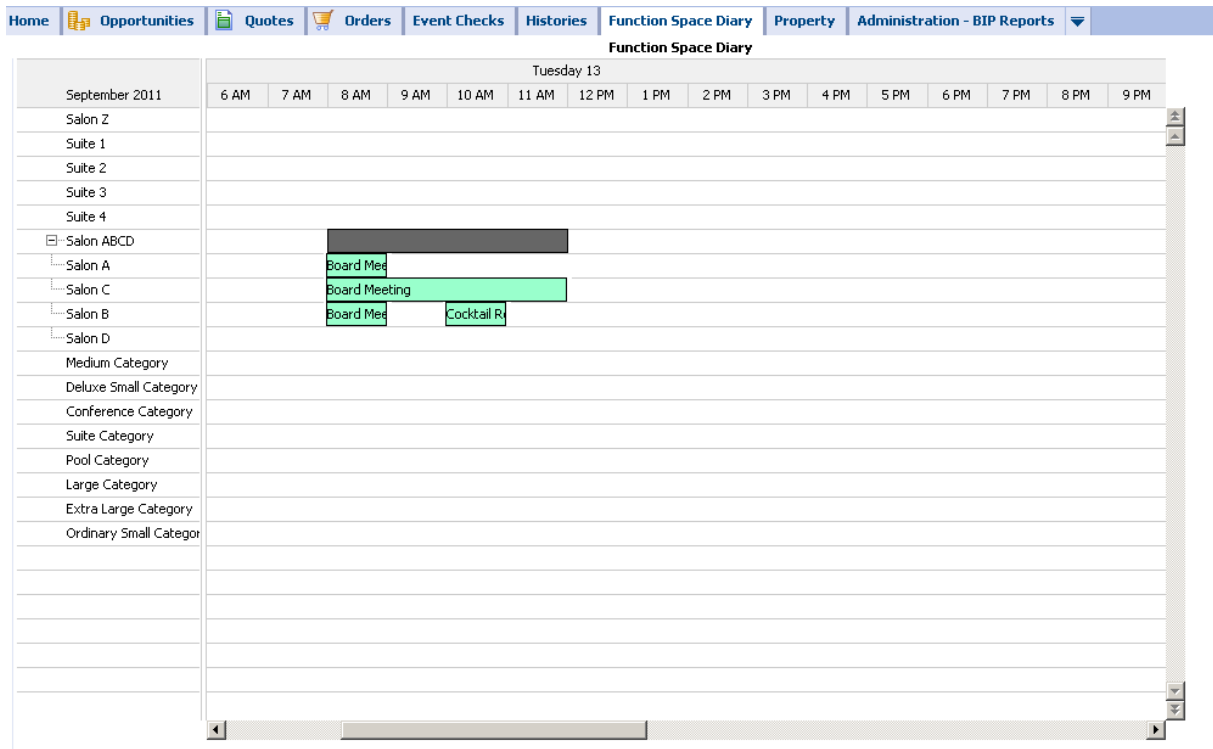 Home Opportunities Quotes Orders Event Checks Histories Function Space Diary Property Administration - BIP Reports
Function Space Diary
Tuesday 13
September 2011 6 AM 7 AM 8 AM 9 AM 10 AM 11 AM 12 PM 1 PM 2 PM 3 PM 4 PM 5 PM 6 PM 7 PM 8 PM 9 PM
Salon Z
Suite 1
Suite 2
Suite 3
Suite 4
Salon ABCD
Salon A Board Mee
Salon C Board Meeting
Salon B Board Mee Cocktail R
Salon D
Medium Category
Deluxe Small Category
Conference Category
Suite Category
Pool Category
Large Category
Extra Large Category
Ordinary Small Categor